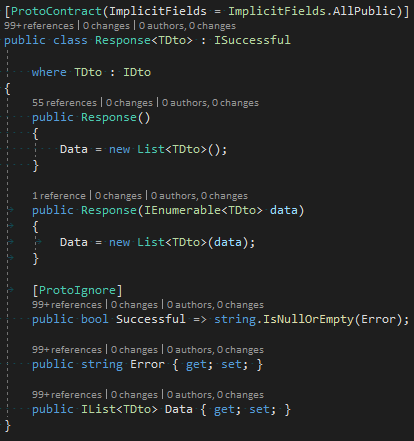 [ProtoContract(ImplicitFields = ImplicitFields.AllPublic)]
99+ references | 0 changes | 0 authors, 0 changes
public class Response<TDto> : ISuccessful
where TDto : IDto
{
55 references | 0 changes | 0 authors, 0 changes
public Response()
{
Data = new List<TDto>();
}
1 reference | 0 changes | 0 authors, 0 changes
public Response(IEnumerable<TDto> data)
{
Data = new List<TDto>(data);
}
[ProtoIgnore]
99+ references | 0 changes | 0 authors, 0 changes
public bool Successful => string.IsNullOrEmpty(Error);
99+ references | 0 changes | 0 authors, 0 changes
public string Error { get; set; }
99+ references | 0 changes | 0 authors, 0 changes
public IList<TDto> Data { get; set; }
}